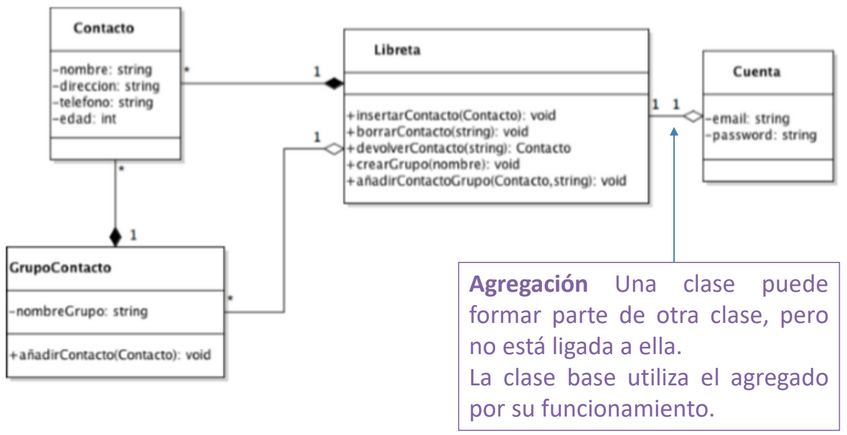 Contacto
-nombre: string
-direccion: string
-telefono: string
-edad: int
*
1
Libreta
+insertarContacto(Contacto): void
+borrarContacto(string): void
+devolverContacto(string): Contacto
+crearGrupo(nombre): void
+añadirContactoGrupo(Contacto,string): void
1
1 1
Cuenta
-email: string
-password: string
*
1
GrupoContacto
-nombreGrupo: string
+añadirContacto(Contacto): void
*
Agregación Una clase puede
formar parte de otra clase, pero
no está ligada a ella.
La clase base utiliza el agregado
por su funcionamiento.